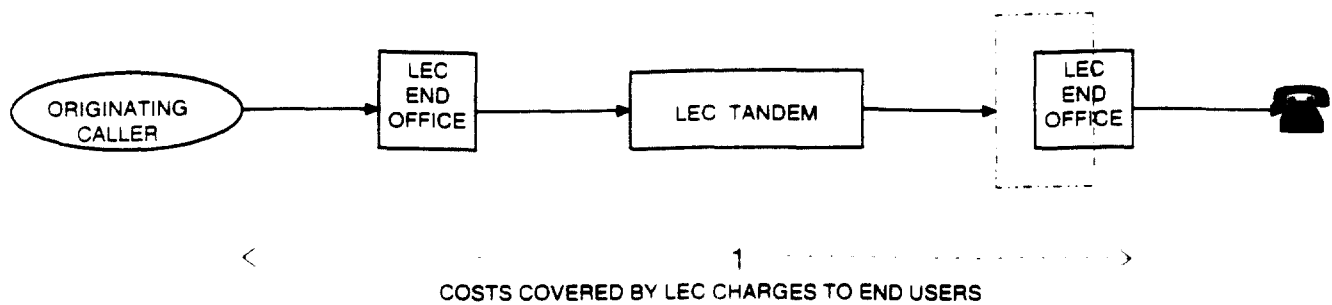 ORIGINATING
CALLER
LEC
END
OFFICE
LEC TANDEM
LEC
END
OFFICE
1
COSTS COVERED BY LEC CHARGES TO END USERS